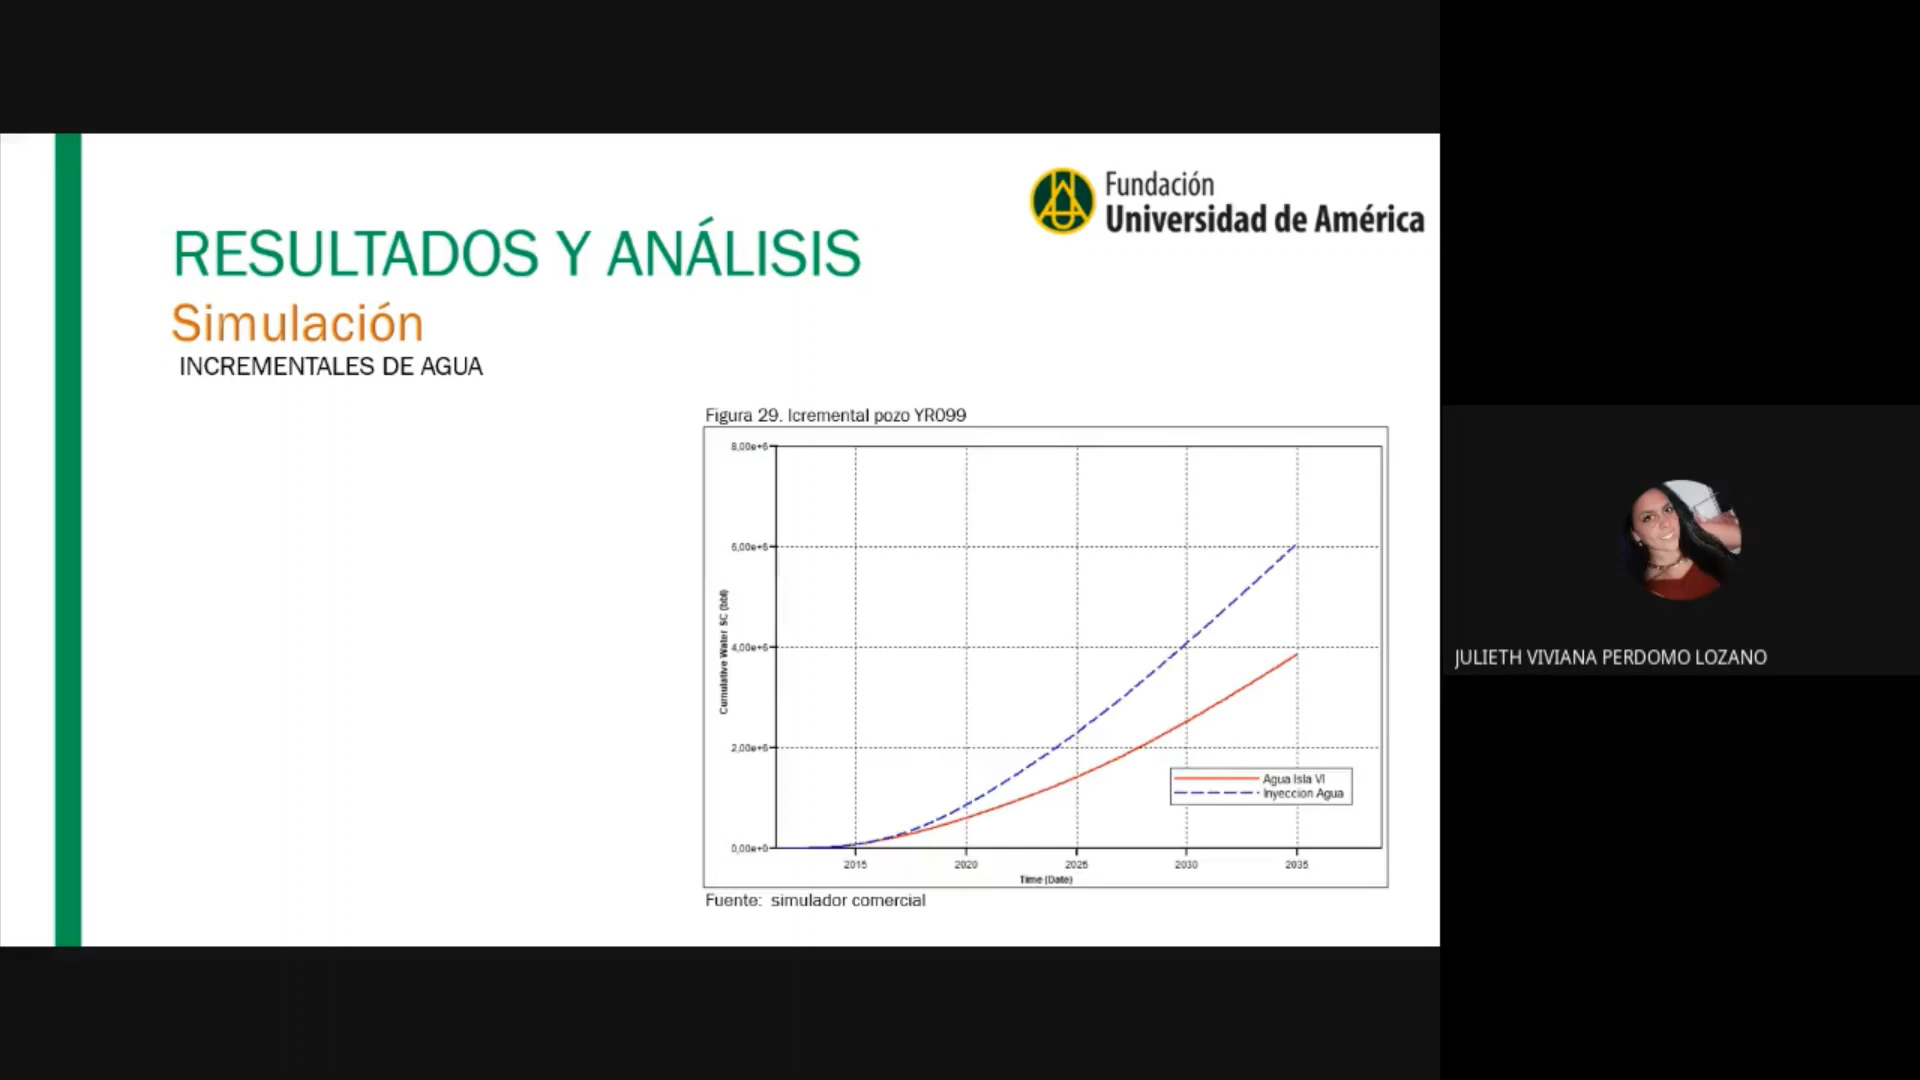 Fundación
Universidad de América
RESULTADOS Y ANÁLISIS
Simulación
INCREMENTALES DE AGUA
Figura 29. Icremental pozo YR099
8,00e+6
6,00e+6
4,00e+6
2,00e+6
0,00e+0
Cumulative Water SC (bbl)
2015 2020 2025 2030 2035
Time (Date)
Agua Isla VI
Inyeccion Agua
Fuente: simulador comercial
JULIETH VIVIANA PERDOMO LOZANO